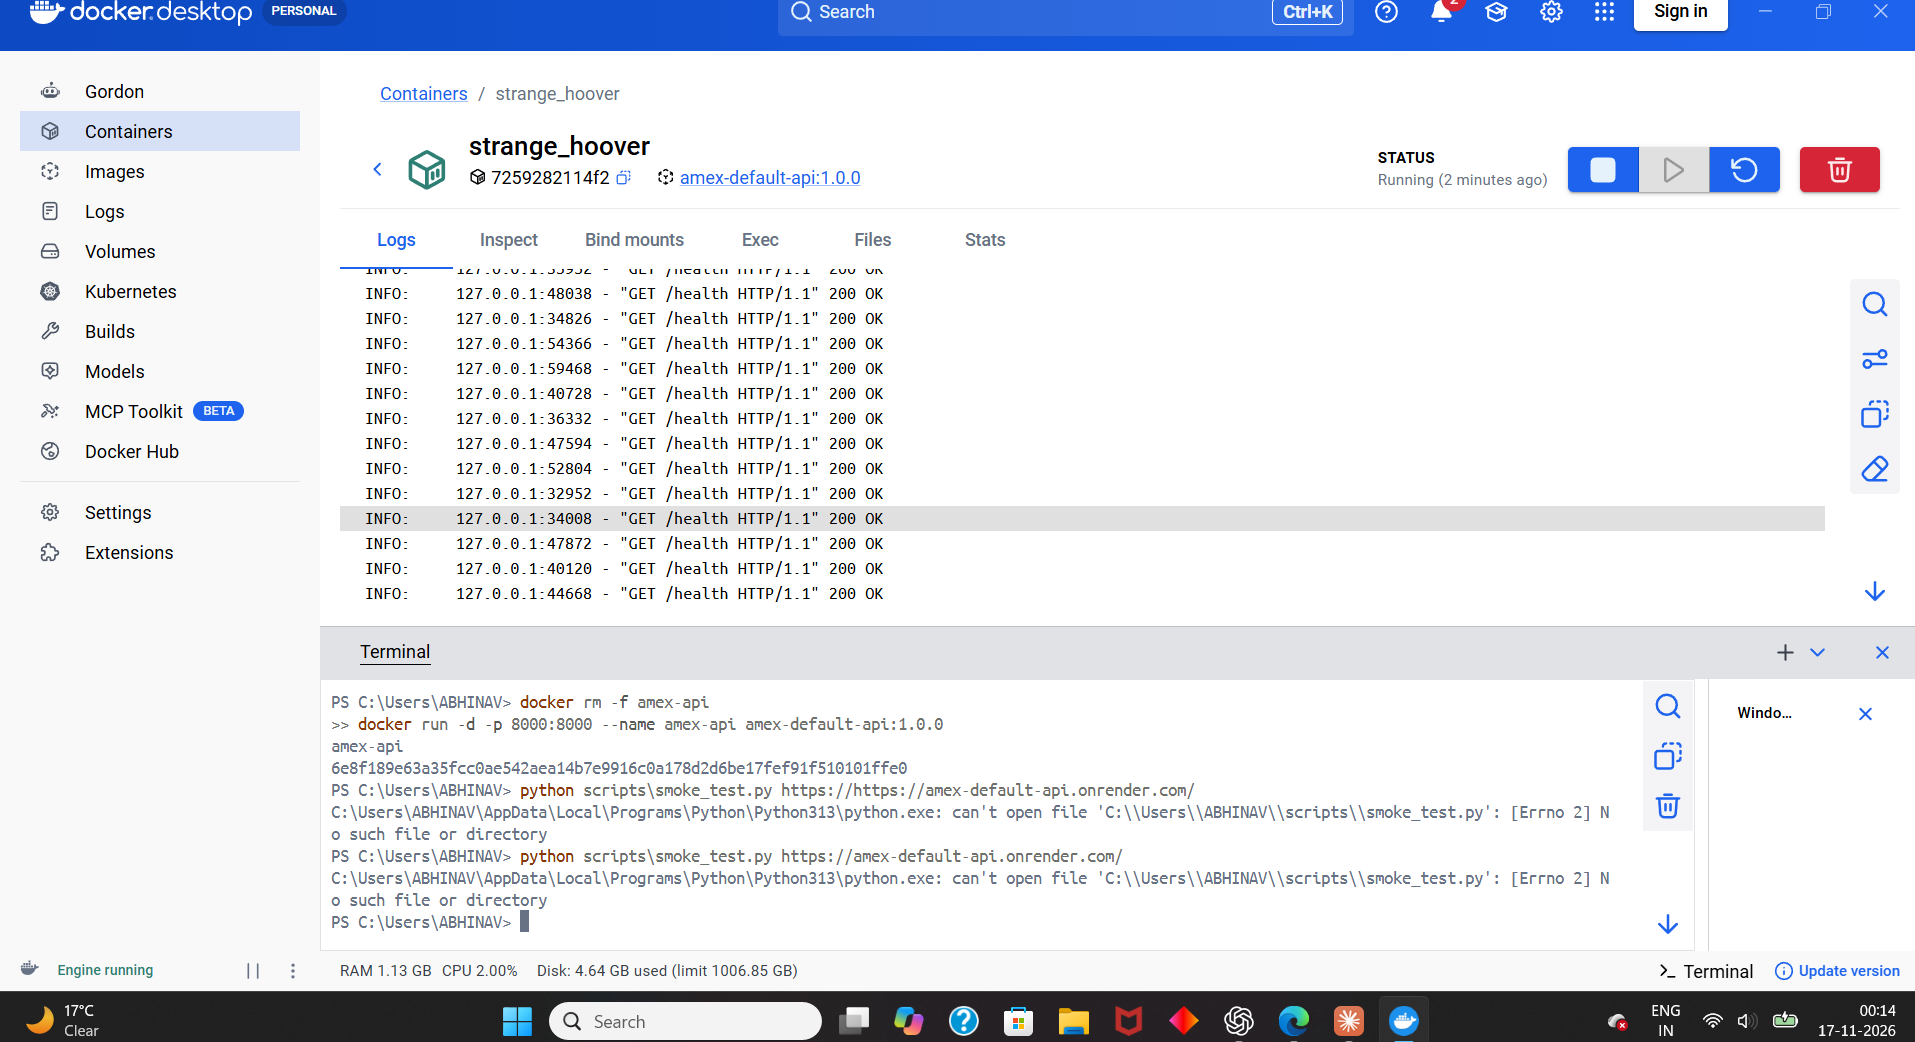 docker.desktop PERSONAL
Search Ctrl+K
2
Sign in
Gordon
Containers
Images
Logs
Volumes
Kubernetes
Builds
Models
MCP Toolkit BETA
Docker Hub
Settings
Extensions
Containers / strange_hoover
strange_hoover
7259282114f2 amex-default-api:1.0.0
STATUS
Running (2 minutes ago)
Logs Inspect Bind mounts Exec Files Stats
INFO: 127.0.0.1:35932 - "GET /health HTTP/1.1" 200 OK
INFO: 127.0.0.1:48038 - "GET /health HTTP/1.1" 200 OK
INFO: 127.0.0.1:34826 - "GET /health HTTP/1.1" 200 OK
INFO: 127.0.0.1:54366 - "GET /health HTTP/1.1" 200 OK
INFO: 127.0.0.1:59468 - "GET /health HTTP/1.1" 200 OK
INFO: 127.0.0.1:40728 - "GET /health HTTP/1.1" 200 OK
INFO: 127.0.0.1:36332 - "GET /health HTTP/1.1" 200 OK
INFO: 127.0.0.1:47594 - "GET /health HTTP/1.1" 200 OK
INFO: 127.0.0.1:52804 - "GET /health HTTP/1.1" 200 OK
INFO: 127.0.0.1:32952 - "GET /health HTTP/1.1" 200 OK
INFO: 127.0.0.1:34008 - "GET /health HTTP/1.1" 200 OK
INFO: 127.0.0.1:47872 - "GET /health HTTP/1.1" 200 OK
INFO: 127.0.0.1:40120 - "GET /health HTTP/1.1" 200 OK
INFO: 127.0.0.1:44668 - "GET /health HTTP/1.1" 200 OK
Terminal
PS C:\Users\ABHINAV> docker rm -f amex-api
>> docker run -d -p 8000:8000 --name amex-api amex-default-api:1.0.0
amex-api
6e8f189e63a35fcc0ae542aea14b7e9916c0a178d2d6be17fef91f510101ffe0
PS C:\Users\ABHINAV> python scripts\smoke_test.py https://https://amex-default-api.onrender.com/
C:\Users\ABHINAV\AppData\Local\Programs\Python\Python313\python.exe: can't open file 'C:\\Users\\ABHINAV\\scripts\\smoke_test.py': [Errno 2] N
o such file or directory
PS C:\Users\ABHINAV> python scripts\smoke_test.py https://amex-default-api.onrender.com/
C:\Users\ABHINAV\AppData\Local\Programs\Python\Python313\python.exe: can't open file 'C:\\Users\\ABHINAV\\scripts\\smoke_test.py': [Errno 2] N
o such file or directory
PS C:\Users\ABHINAV>
Windo...
Engine running
RAM 1.13 GB CPU 2.00% Disk: 4.64 GB used (limit 1006.85 GB)
>_ Terminal
Update version
17°C
Clear
Search
ENG
IN
00:14
17-11-2026